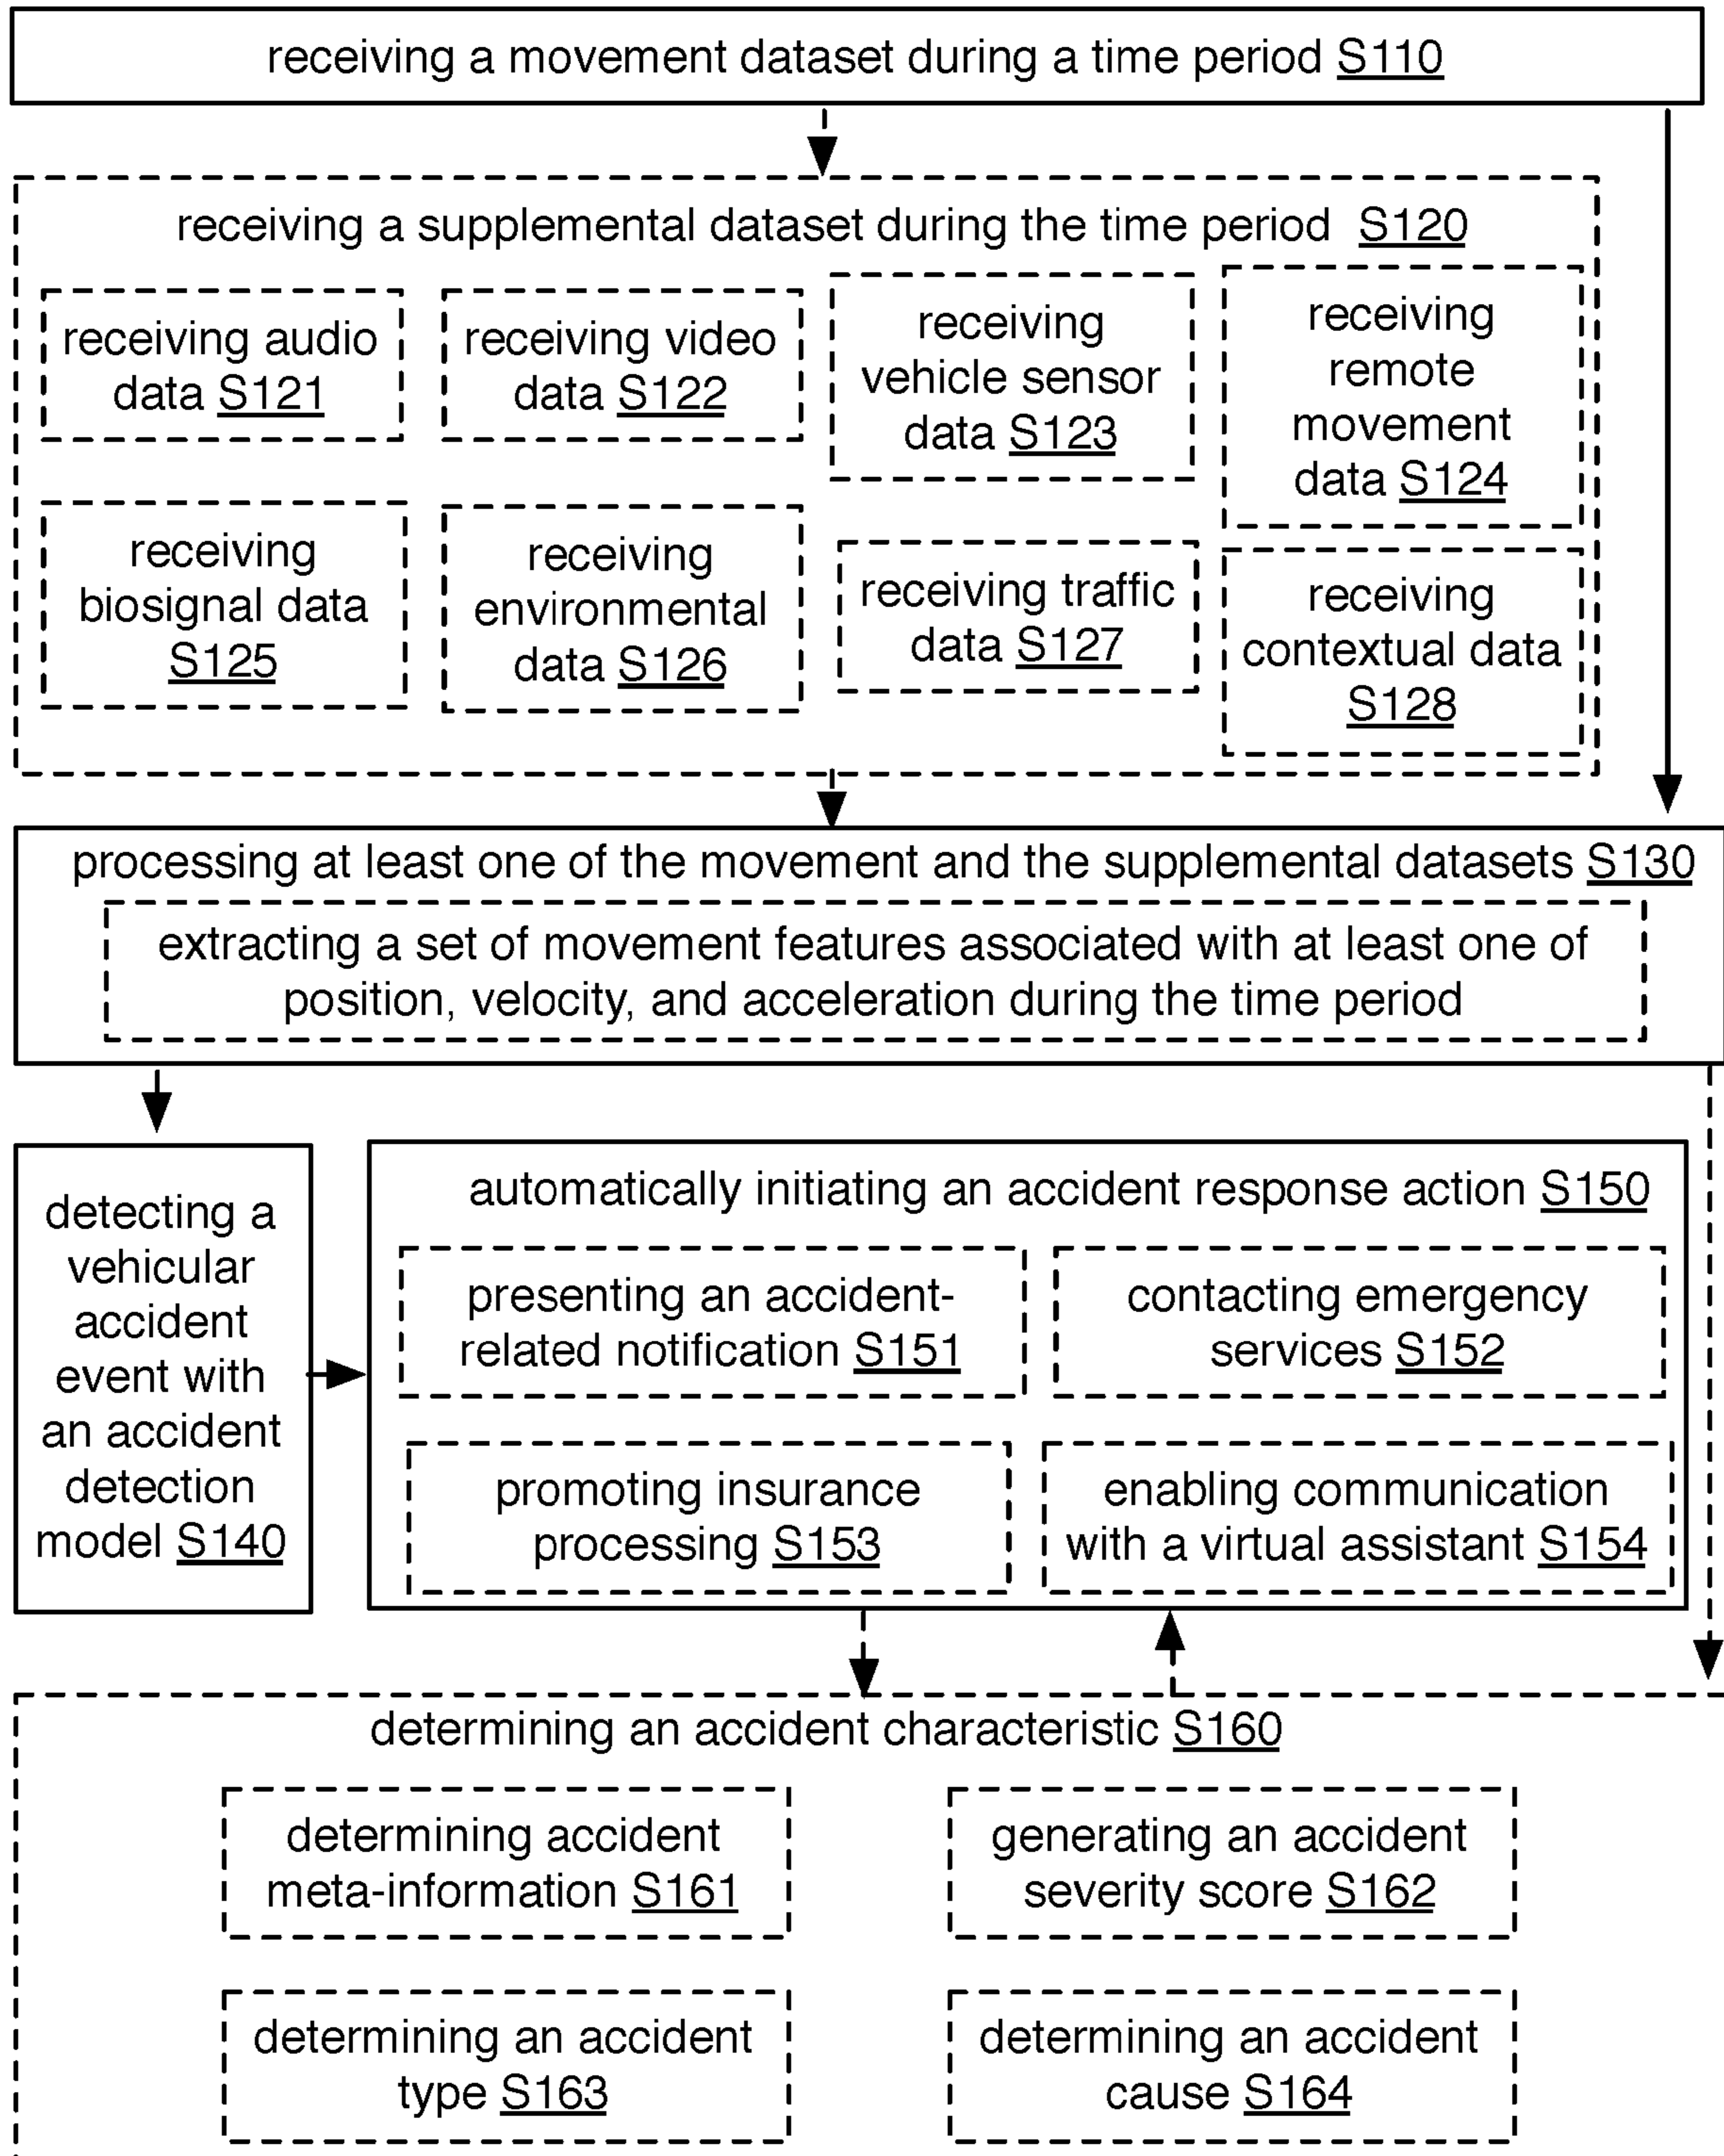 receiving a movement dataset during a time period S110
receiving a supplemental dataset during the time period S120
receiving audio
data S121
receiving video
data S122
receiving
vehicle sensor
data S123
receiving
remote
movement
data S124
receiving
biosignal data
S125
receiving
environmental
data S126
receiving traffic
data S127
receiving
contextual data
S128
processing at least one of the movement and the supplemental datasets S130
extracting a set of movement features associated with at least one of
position, velocity, and acceleration during the time period
detecting a
vehicular
accident
event with
an accident
detection
model S140
automatically initiating an accident response action S150
presenting an accident-
related notification S151
contacting emergency
services S152
promoting insurance
processing S153
enabling communication
with a virtual assistant S154
determining an accident characteristic S160
determining accident
meta-information S161
generating an accident
severity score S162
determining an accident
type S163
determining an accident
cause S164